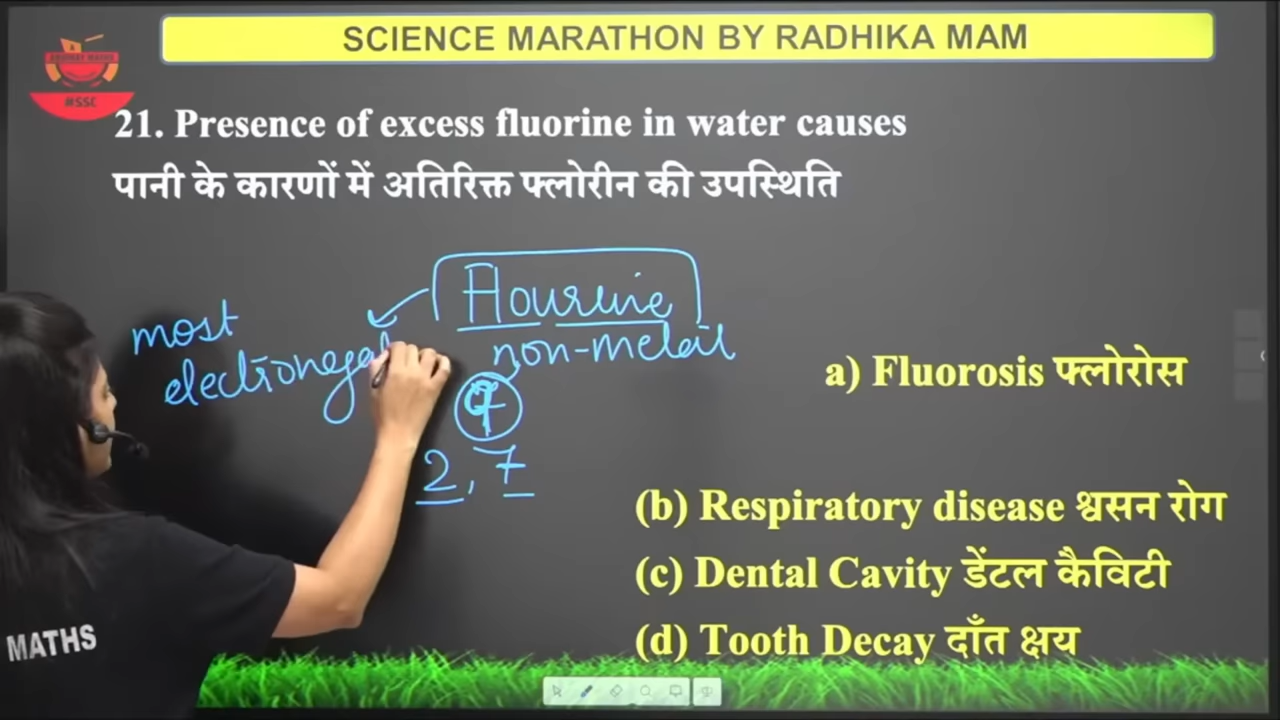 SCIENCE MARATHON BY RADHIKA MAM
#SSC
21. Presence of excess fluorine in water causes
पानी के कारणों में अतिरिक्त फ्लोरीन की उपस्थिति
Flourine
most
electronegat
non-metal
2, 7
a) Fluorosis फ्लोरोस
(b) Respiratory disease श्वसन रोग
(c) Dental Cavity डेंटल कैविटी
(d) Tooth Decay दाँत क्षय
MATHS